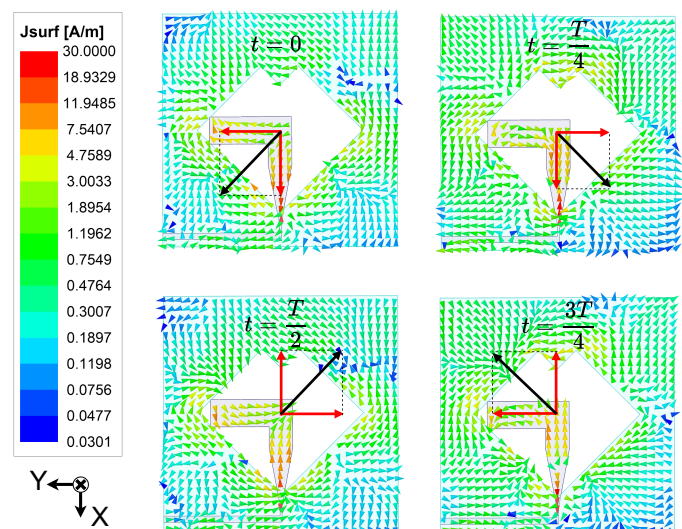 Jsurf [A/m]
30.0000
18.9329
11.9485
7.5407
4.7589
3.0033
1.8954
1.1962
0.7549
0.4764
0.3007
0.1897
0.1198
0.0756
0.0477
0.0301
Y
X
t = 0
t = T/4
t = T/2
t = 3T/4